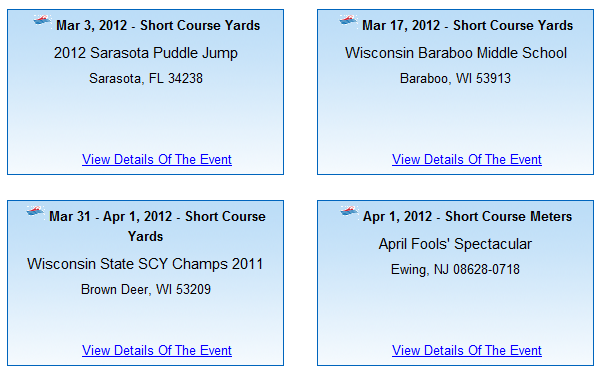 Mar 3, 2012 - Short Course Yards
2012 Sarasota Puddle Jump
Sarasota, FL 34238
View Details Of The Event
Mar 17, 2012 - Short Course Yards
Wisconsin Baraboo Middle School
Baraboo, WI 53913
View Details Of The Event
Mar 31 - Apr 1, 2012 - Short Course
Yards
Wisconsin State SCY Champs 2011
Brown Deer, WI 53209
View Details Of The Event
Apr 1, 2012 - Short Course Meters
April Fools' Spectacular
Ewing, NJ 08628-0718
View Details Of The Event